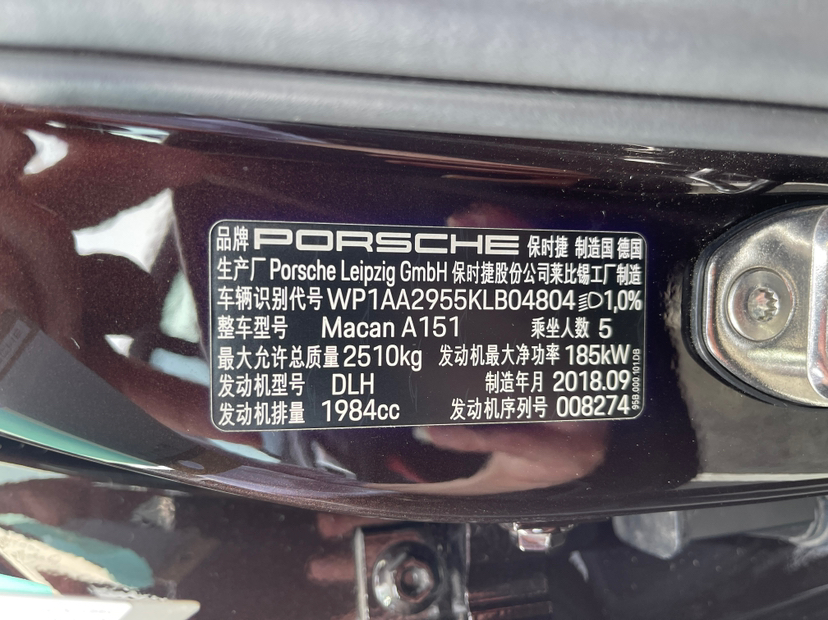 品牌 PORSCHE 保时捷 制造国 德国
生产厂 Porsche Leipzig GmbH 保时捷股份公司莱比锡工厂制造
车辆识别代号 WP1AA2955KLB04804 1,0%
整车型号 Macan A151 乘坐人数 5
最大允许总质量 2510kg 发动机最大净功率 185kW
发动机型号 DLH 制造年月 2018.09
发动机排量 1984cc 发动机序列号 008274
95B.000.101.DB